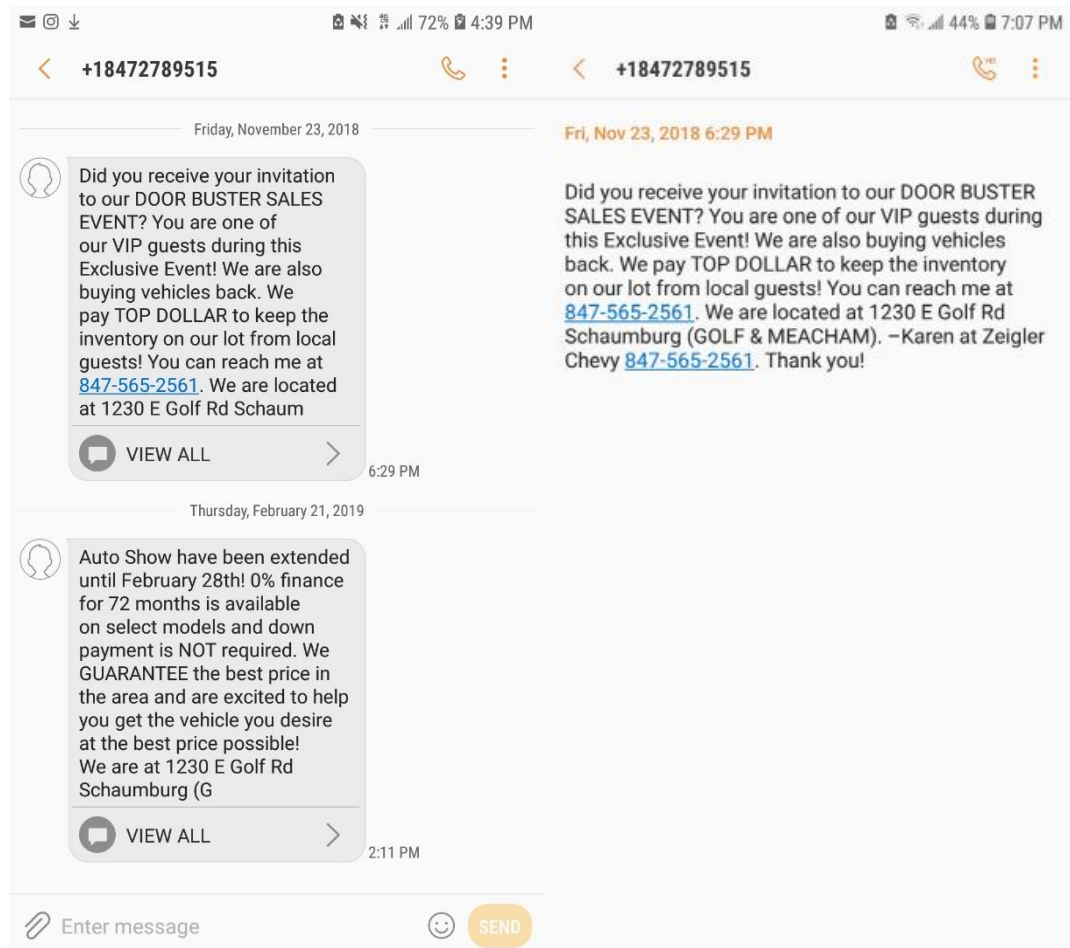 72% 4:39 PM
+18472789515
Friday, November 23, 2018
Did you receive your invitation
to our DOOR BUSTER SALES
EVENT? You are one of
our VIP guests during this
Exclusive Event! We are also
buying vehicles back. We
pay TOP DOLLAR to keep the
inventory on our lot from local
guests! You can reach me at
847-565-2561. We are located
at 1230 E Golf Rd Schaum
VIEW ALL
6:29 PM
Thursday, February 21, 2019
Auto Show have been extended
until February 28th! 0% finance
for 72 months is available
on select models and down
payment is NOT required. We
GUARANTEE the best price in
the area and are excited to help
you get the vehicle you desire
at the best price possible!
We are at 1230 E Golf Rd
Schaumburg (G
VIEW ALL
2:11 PM
Enter message
SEND
44% 7:07 PM
+18472789515
Fri, Nov 23, 2018 6:29 PM
Did you receive your invitation to our DOOR BUSTER
SALES EVENT? You are one of our VIP guests during
this Exclusive Event! We are also buying vehicles
back. We pay TOP DOLLAR to keep the inventory
on our lot from local guests! You can reach me at
847-565-2561. We are located at 1230 E Golf Rd
Schaumburg (GOLF & MEACHAM). –Karen at Zeigler
Chevy 847-565-2561. Thank you!